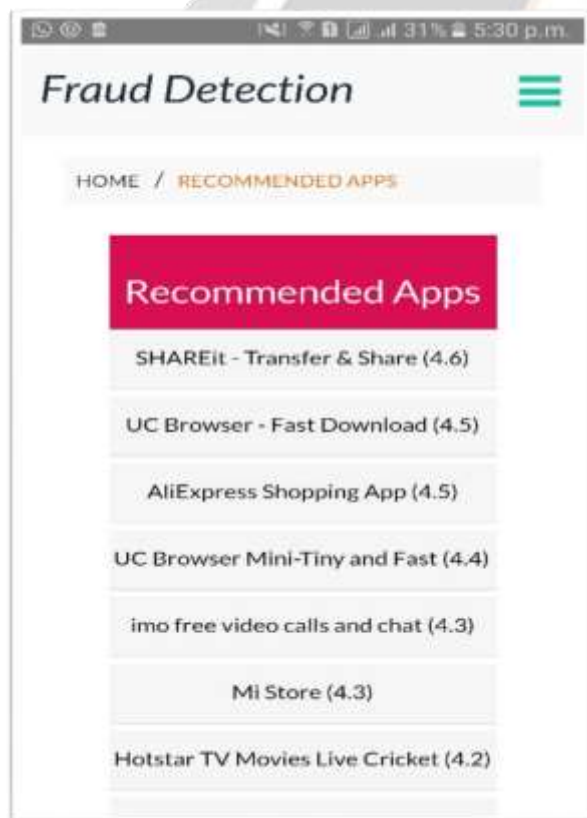 31% 5:30 p.m.
Fraud Detection
HOME / RECOMMENDED APPS
Recommended Apps
SHAREit - Transfer & Share (4.6)
UC Browser - Fast Download (4.5)
AliExpress Shopping App (4.5)
UC Browser Mini-Tiny and Fast (4.4)
imo free video calls and chat (4.3)
Mi Store (4.3)
Hotstar TV Movies Live Cricket (4.2)